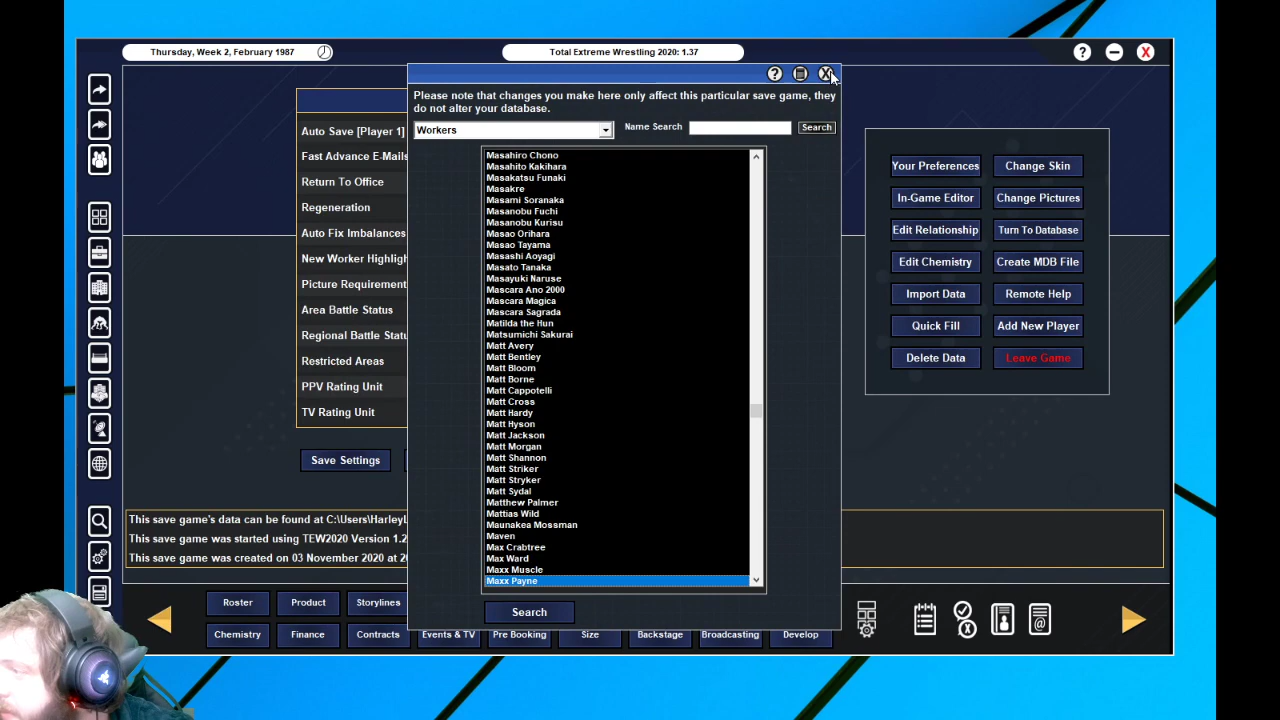 Thursday, Week 2, February 1987
Total Extreme Wrestling 2020: 1.37
Please note that changes you make here only affect this particular save game, they
do not alter your database.
Workers
Name Search
Search
Auto Save [Player 1]
Fast Advance E-Mails
Return To Office
Regeneration
Auto Fix Imbalances
New Worker Highligh
Picture Requirement
Area Battle Status
Regional Battle Statu
Restricted Areas
PPV Rating Unit
TV Rating Unit
Save Settings
Masahiro Chono
Masahito Kakihara
Masakatsu Funaki
Masakre
Masami Soranaka
Masanobu Fuchi
Masanobu Kurisu
Masao Orihara
Masao Tayama
Masashi Aoyagi
Masato Tanaka
Masayuki Naruse
Mascara Ano 2000
Mascara Magica
Mascara Sagrada
Matilda the Hun
Matsumichi Sakurai
Matt Avery
Matt Bentley
Matt Bloom
Matt Borne
Matt Cappotelli
Matt Cross
Matt Hardy
Matt Hyson
Matt Jackson
Matt Morgan
Matt Shannon
Matt Striker
Matt Stryker
Matt Sydal
Matthew Palmer
Mattias Wild
Maunakea Mossman
Maven
Max Crabtree
Max Ward
Maxx Muscle
Maxx Payne
Search
Your Preferences
Change Skin
In-Game Editor
Change Pictures
Edit Relationship
Turn To Database
Edit Chemistry
Create MDB File
Import Data
Remote Help
Quick Fill
Add New Player
Delete Data
Leave Game
This save game's data can be found at C:\Users\HarleyL
This save game was started using TEW2020 Version 1.2
This save game was created on 03 November 2020 at 2
Roster
Product
Storylines
Chemistry
Finance
Contracts
Events & TV
Pre Booking
Size
Backstage
Broadcasting
Develop